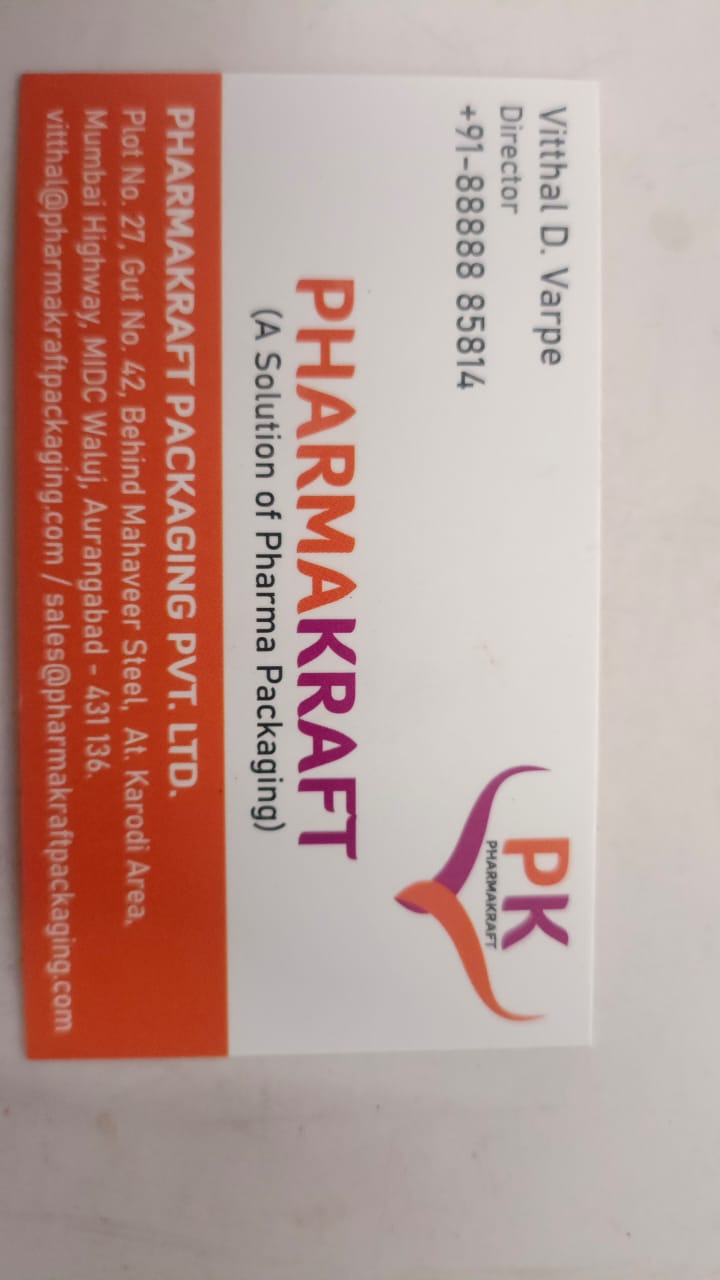 Vitthal D. Varpe
Director
+91-88888 85814
PK
PHARMAKRAFT
PHARMAKRAFT
(A Solution of Pharma Packaging)
PHARMAKRAFT PACKAGING PVT. LTD.
Plot No. 27, Gut No. 42, Behind Mahaveer Steel, At. Karodi Area,
Mumbai Highway, MIDC Waluj, Aurangabad - 431 136.
vitthal@pharmakraftpackaging.com / sales@pharmakraftpackaging.com